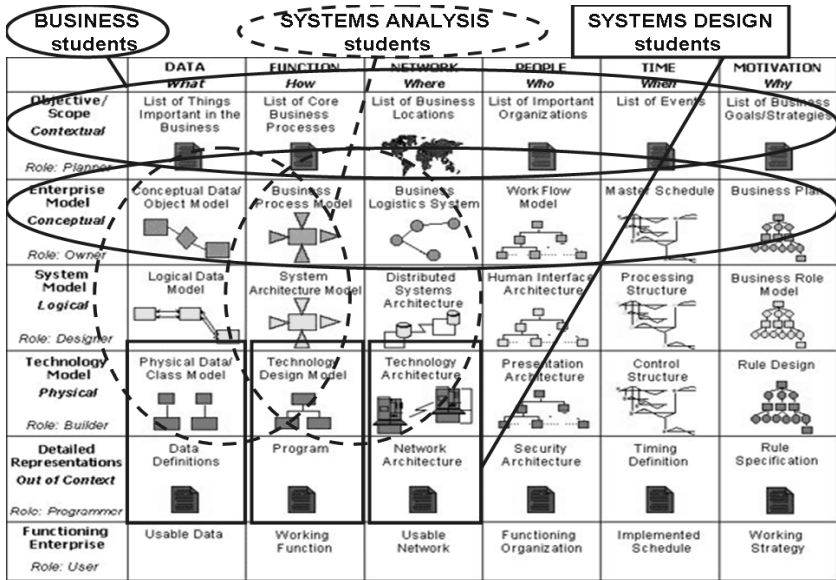 BUSINESS
students
SYSTEMS ANALYSIS
students
SYSTEMS DESIGN
students
DATA
What
FUNCTION
How
NETWORK
Where
PEOPLE
Who
TIME
When
MOTIVATION
Why
Objective/
Scope
Contextual
Role: Planner
List of Things
Important in the
Business
List of Core
Business
Processes
List of Business
Locations
List of Important
Organizations
List of Events
List of Business
Goals/Strategies
Enterprise
Model
Conceptual
Role: Owner
Conceptual Data/
Object Model
Business
Process Model
Business
Logistics System
Work Flow
Model
Master Schedule
Business Plan
System
Model
Logical
Role: Designer
Logical Data
Model
System
Architecture Model
Distributed
Systems
Architecture
Human Interface
Architecture
Processing
Structure
Business Role
Model
Technology
Model
Physical
Role: Builder
Physical Data/
Class Model
Technology
Design Model
Technology
Architecture
Presentation
Architecture
Control
Structure
Rule Design
Detailed
Representations
Out of Context
Role: Programmer
Data
Definitions
Program
Network
Architecture
Security
Architecture
Timing
Definition
Rule
Specification
Functioning
Enterprise
Role: User
Usable Data
Working
Function
Usable
Network
Functioning
Organization
Implemented
Schedule
Working
Strategy